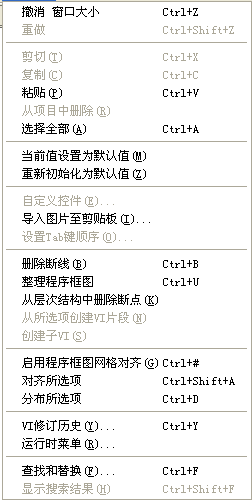 撤消 窗口大小 Ctrl+Z
重做 Ctrl+Shift+Z
剪切(T) Ctrl+X
复制(C) Ctrl+C
粘贴(P) Ctrl+V
从项目中删除(R)
选择全部(A) Ctrl+A
当前值设置为默认值(M)
重新初始化为默认值(Z)
自定义控件(E)...
导入图片至剪贴板(I)...
设置Tab键顺序(O)...
删除断线(B) Ctrl+B
整理程序框图 Ctrl+U
从层次结构中删除断点(K)
从所选项创建VI片段(N)
创建子VI(S)
启用程序框图网格对齐(G) Ctrl+#
对齐所选项 Ctrl+Shift+A
分布所选项 Ctrl+D
VI修订历史(Y)... Ctrl+Y
运行时菜单(R)...
查找和替换(F)... Ctrl+F
显示搜索结果(H) Ctrl+Shift+F